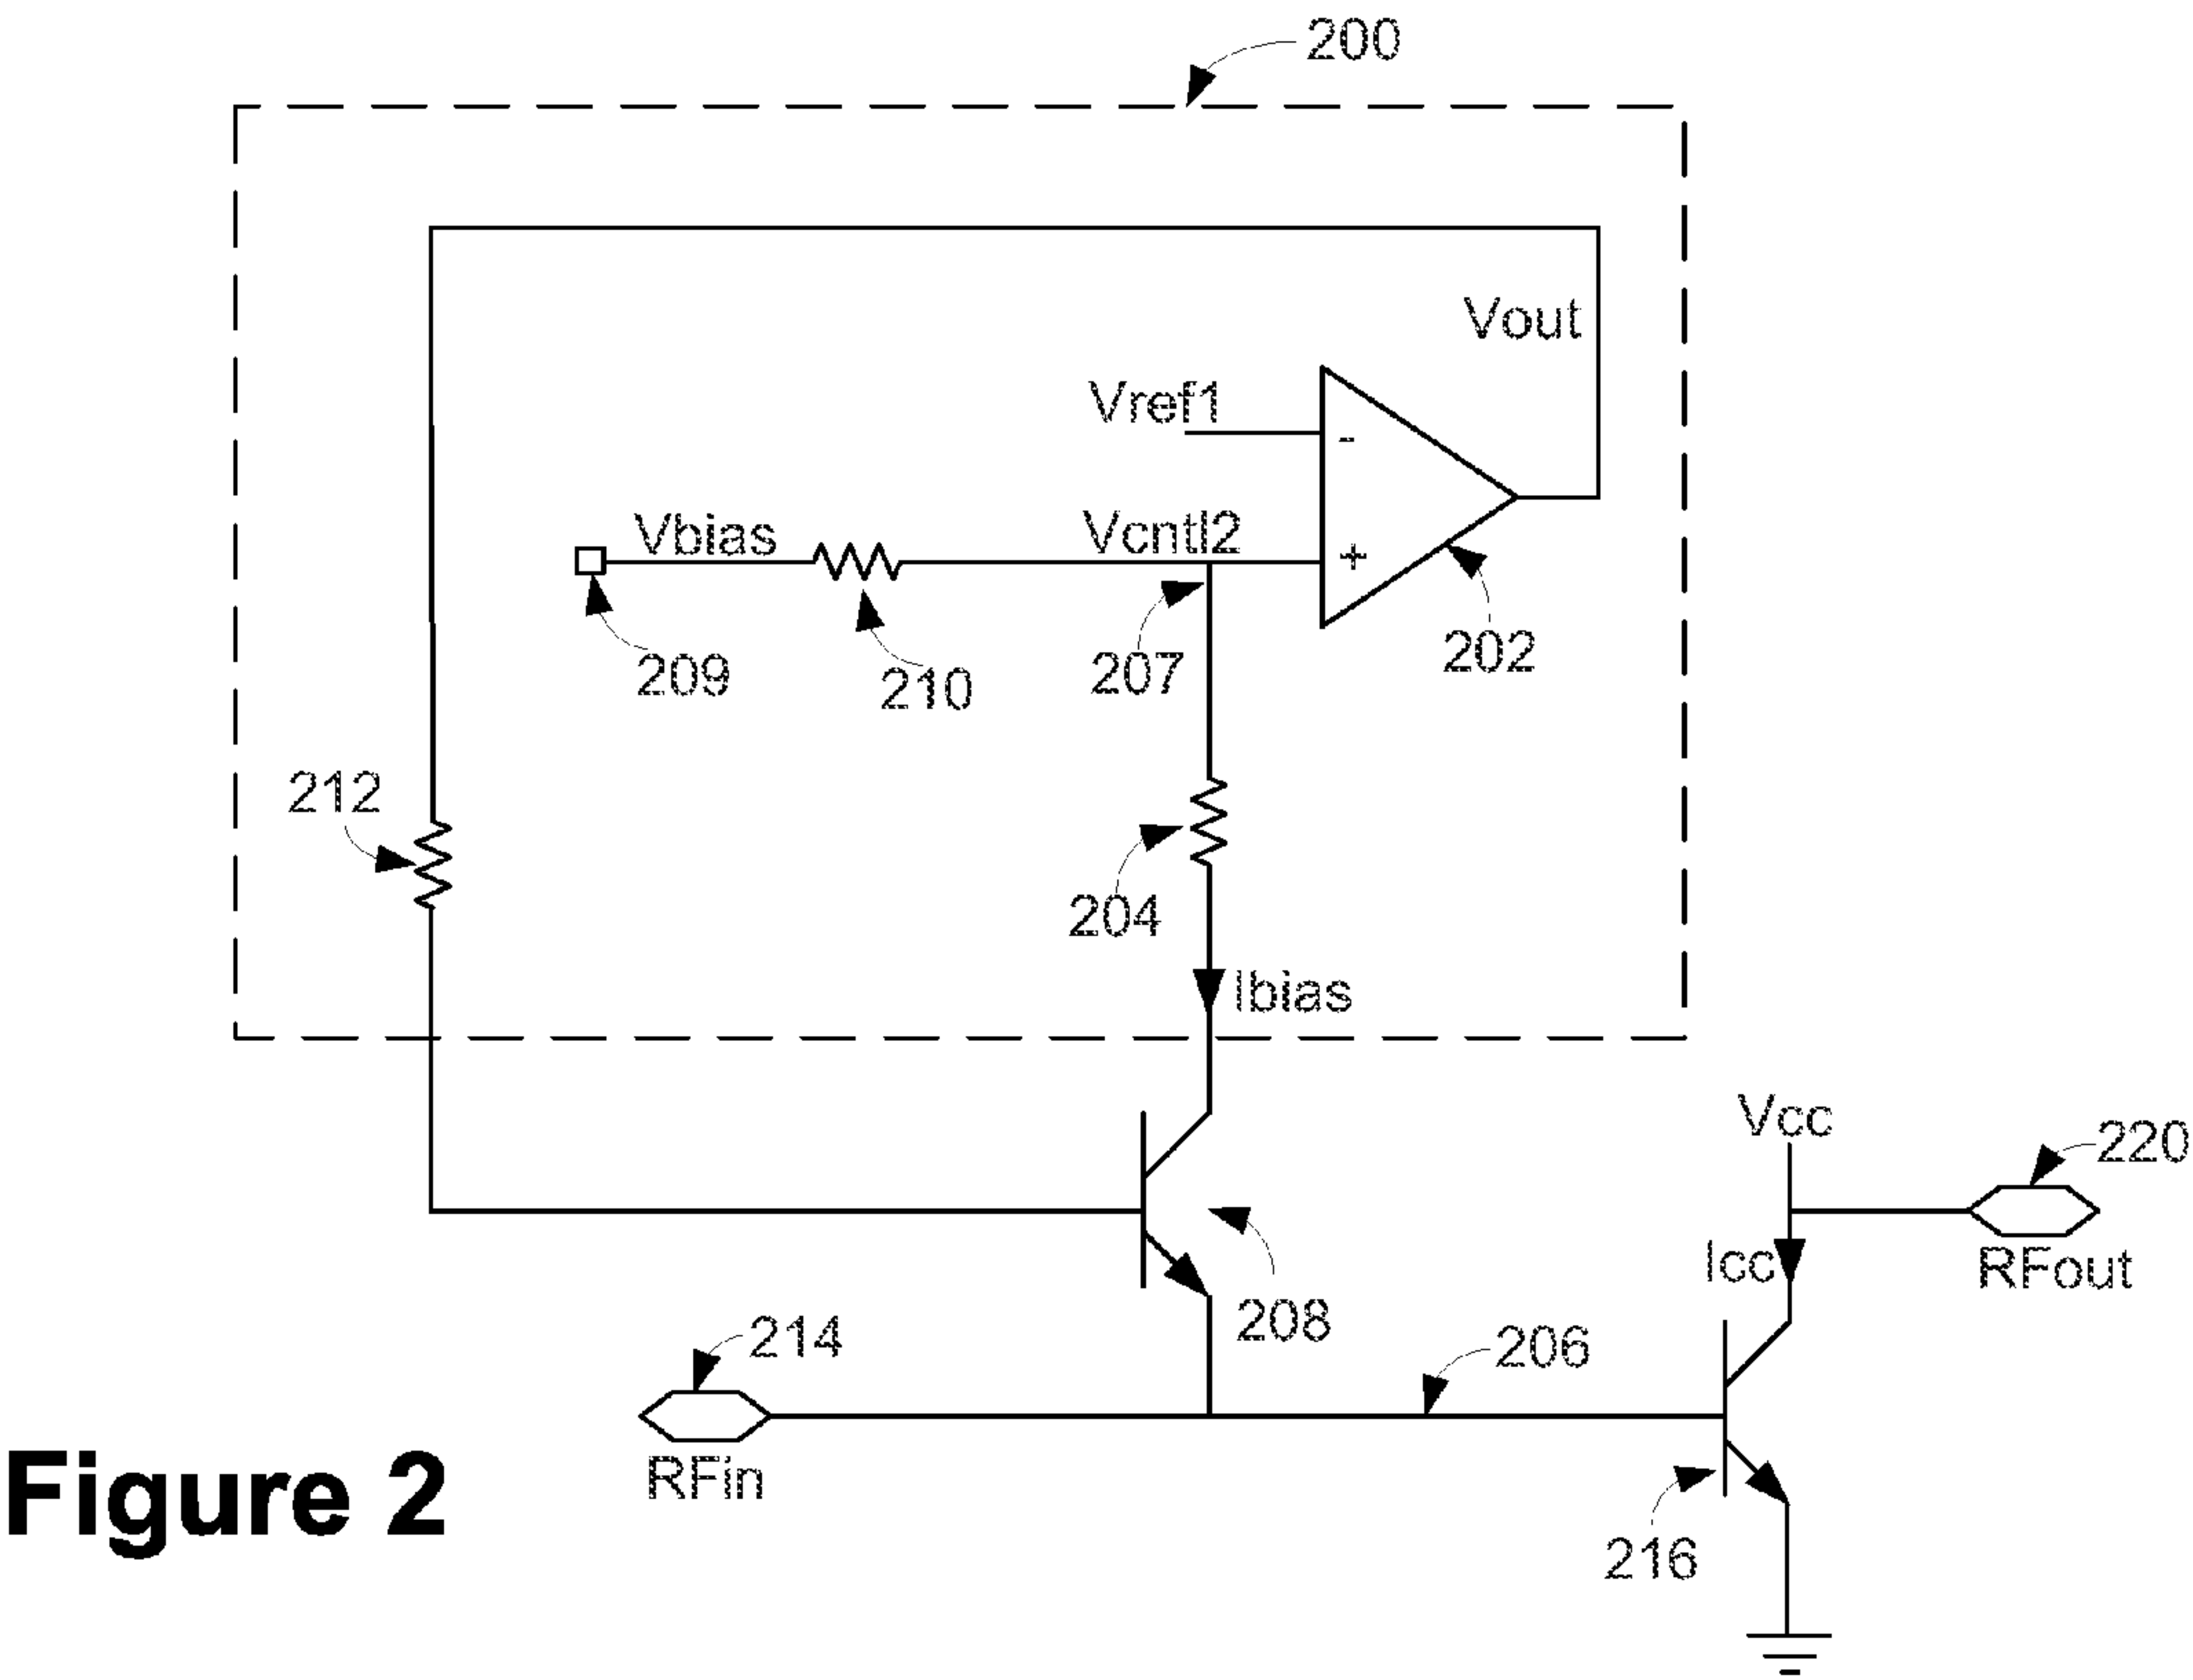 200
Vout
Vref1
-
Vbias
Vcntl2
+
209
210
207
202
212
204
Ibias
Vcc
220
Icc
RFout
208
214
206
RFin
216
Figure 2